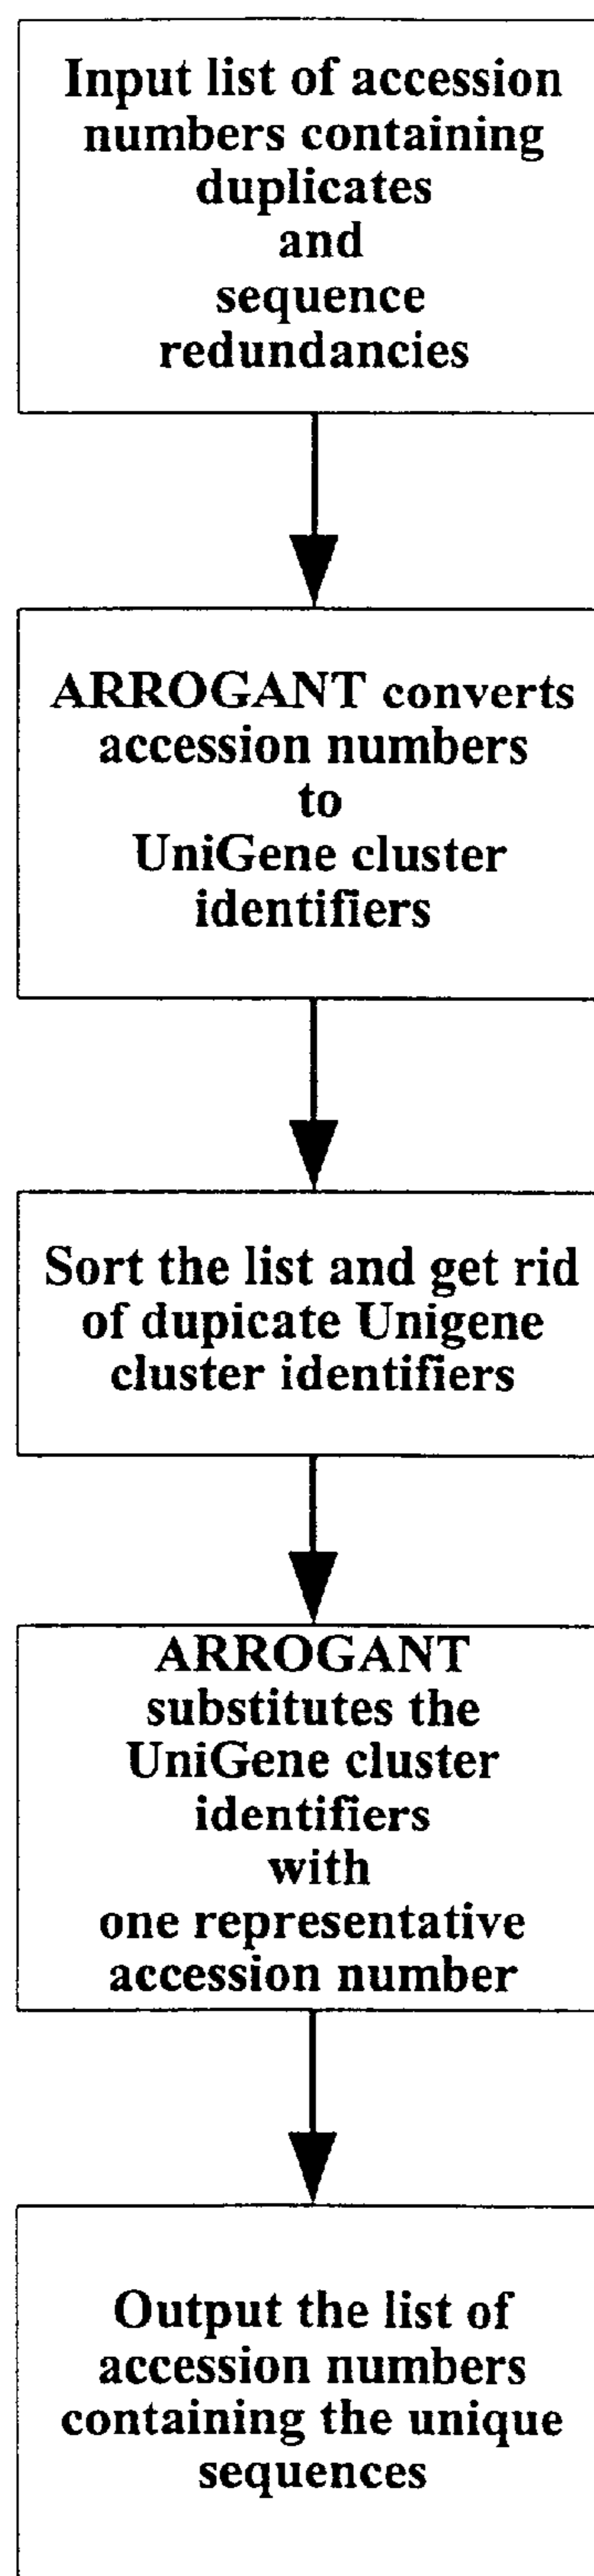 Input list of accession
numbers containing
duplicates
and
sequence
redundancies
ARROGANT converts
accession numbers
to
UniGene cluster
identifiers
Sort the list and get rid
of dupicate Unigene
cluster identifiers
ARROGANT
substitutes the
UniGene cluster
identifiers
with
one representative
accession number
Output the list of
accession numbers
containing the unique
sequences